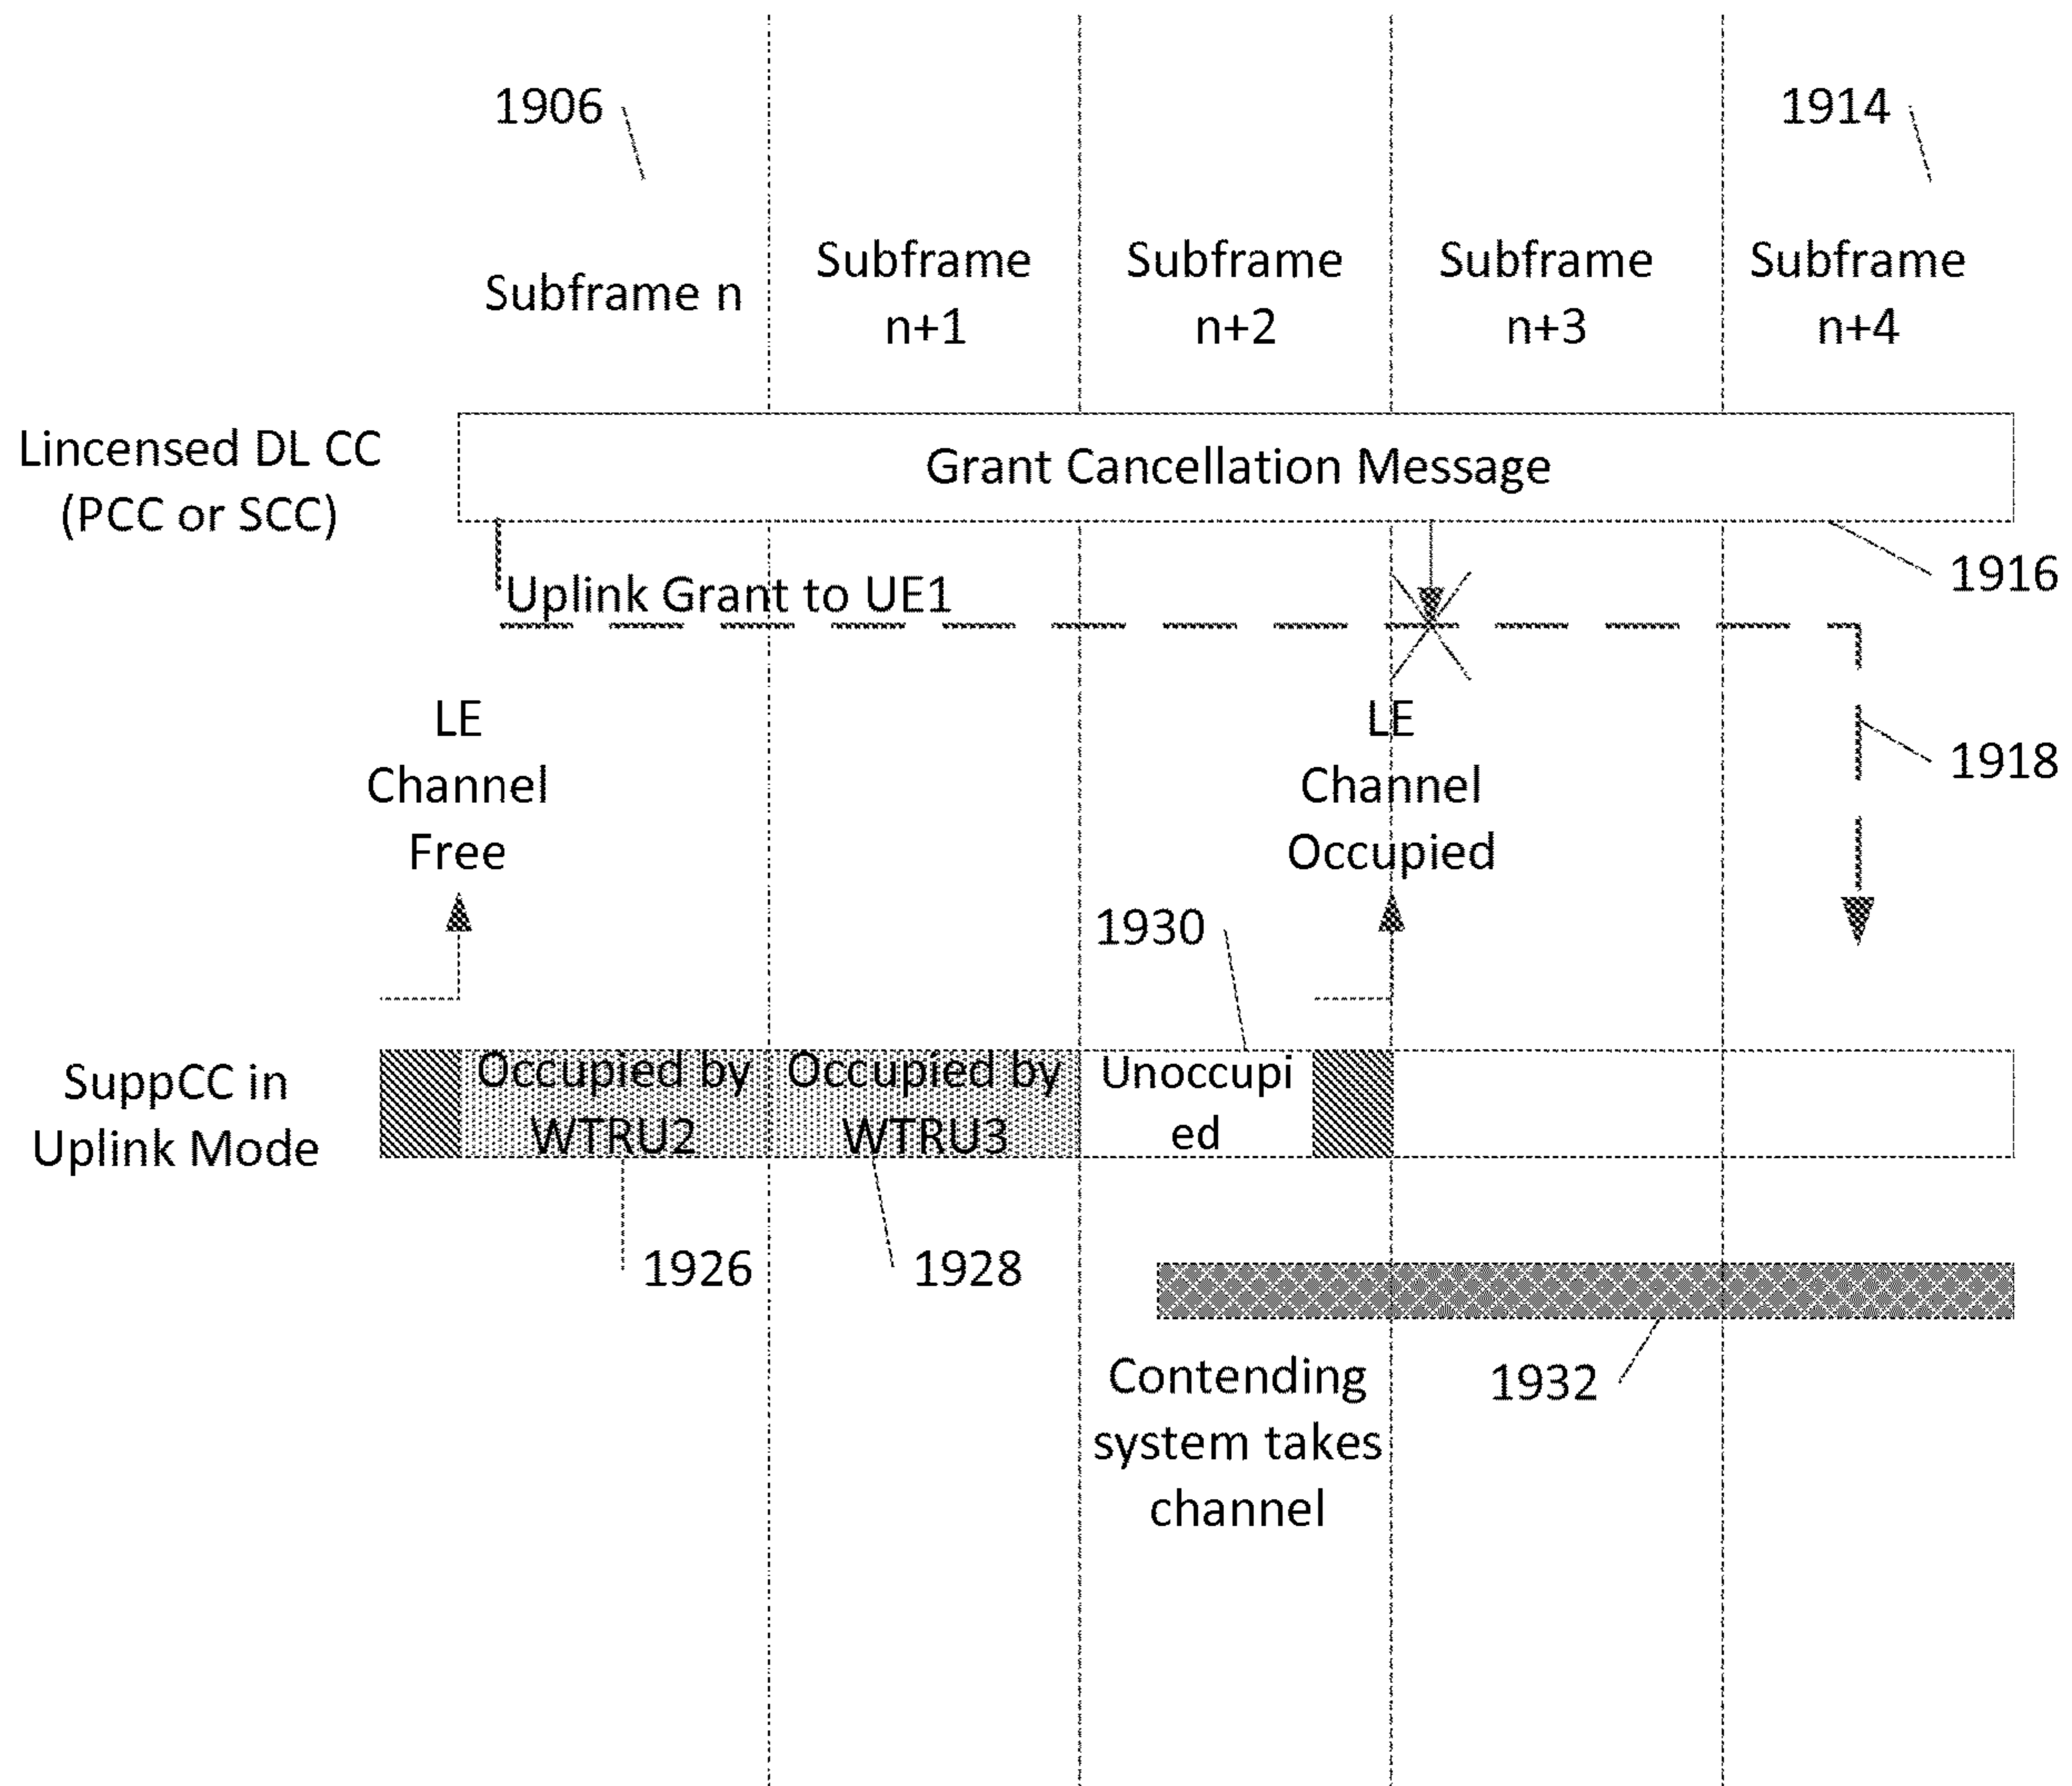 1906
1914
Subframe n
Subframe
n+1
Subframe
n+2
Subframe
n+3
Subframe
n+4
Lincensed DL CC
(PCC or SCC)
Grant Cancellation Message
1916
Uplink Grant to UE1
LE
Channel
Free
LE
Channel
Occupied
1918
1930
SuppCC in
Uplink Mode
Occupied by
WTRU2
Occupied by
WTRU3
Unoccupi
ed
1926
1928
1932
Contending
system takes
channel